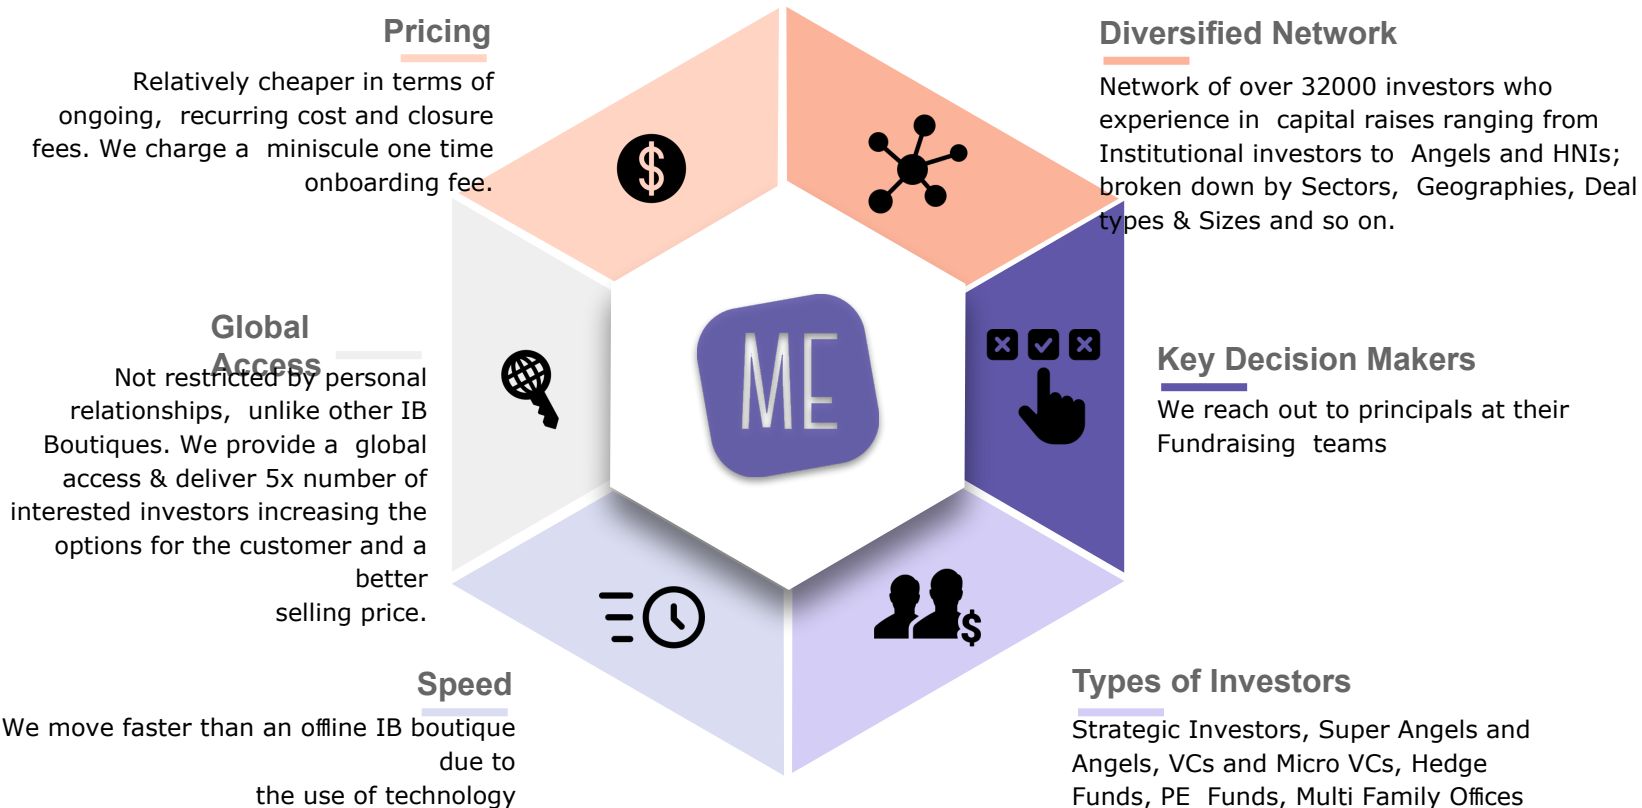 Pricing
Relatively cheaper in terms of
ongoing, recurring cost and closure
fees. We charge a miniscule one time
onboarding fee.
Diversified Network
Network of over 32000 investors who
experience in capital raises ranging from
Institutional investors to Angels and HNIs;
broken down by Sectors, Geographies, Deal
types & Sizes and so on.
Global
Access
Not restricted by personal
relationships, unlike other IB
Boutiques. We provide a global
access & deliver 5x number of
interested investors increasing the
options for the customer and a
better
selling price.
ME
Key Decision Makers
We reach out to principals at their
Fundraising teams
Speed
We move faster than an offline IB boutique
due to
the use of technology
Types of Investors
Strategic Investors, Super Angels and
Angels, VCs and Micro VCs, Hedge
Funds, PE Funds, Multi Family Offices
$
$